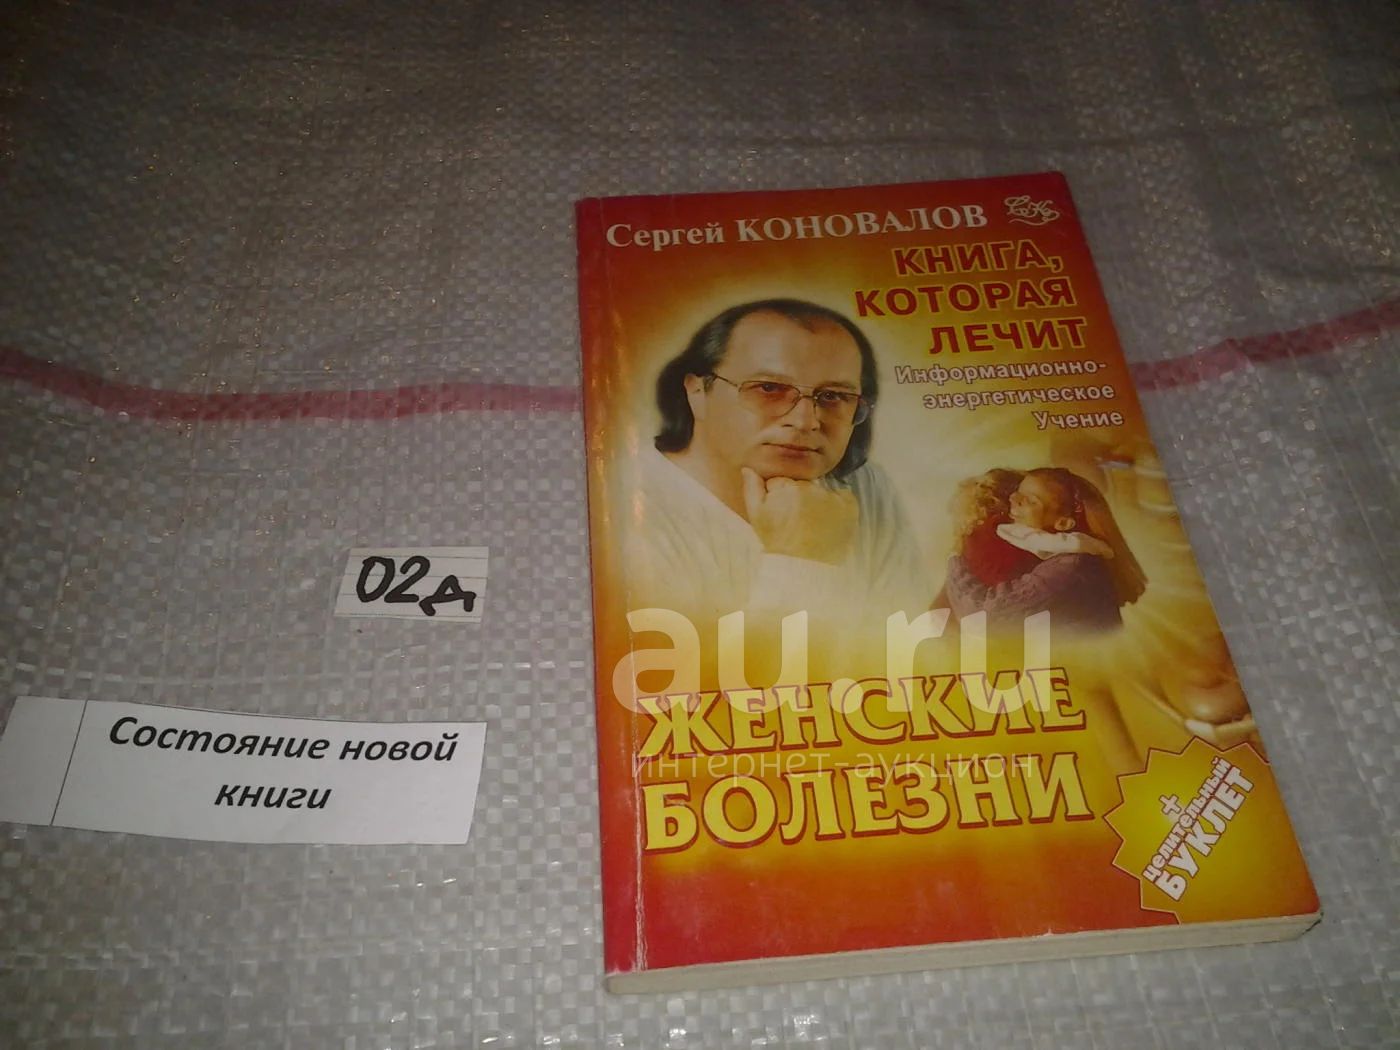 Сергей КОНОВАЛОВ
СК
КНИГА,
КОТОРАЯ
ЛЕЧИТ
Информационно-
энергетическое
Учение
02д
au.ru
ЖЕНСКИЕ
интернет-аукцион
БОЛЕЗНИ
+
целительный
БУКЛЕТ
Состояние новой
книги